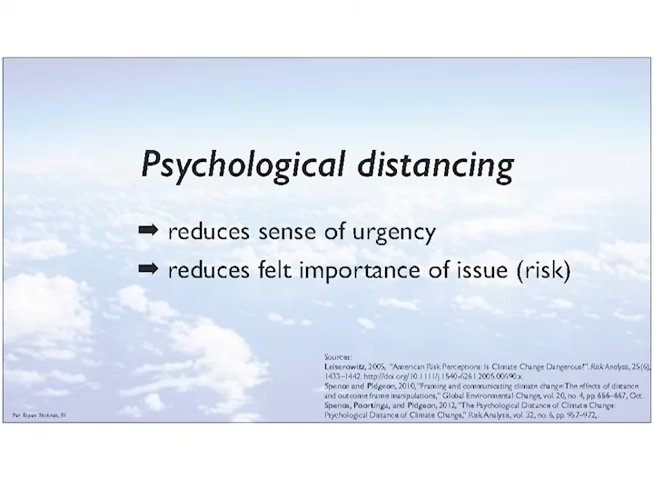 Psychological distancing
➡ reduces sense of urgency
➡ reduces felt importance of issue (risk)
Sources:
Leiserowitz, 2005, "American Risk Perceptions: Is Climate Change Dangerous?", Risk Analysis, 25(6),
1433–1442. http://doi.org/10.1111/j.1540-6261.2005.00690.x
Spence and Pidgeon, 2010, "Framing and communicating climate change: The effects of distance
and outcome frame manipulations," Global Environmental Change, vol. 20, no. 4, pp. 656–667, Oct.
Spence, Poortinga, and Pidgeon, 2012, "The Psychological Distance of Climate Change:
Psychological Distance of Climate Change," Risk Analysis, vol. 32, no. 6, pp. 957–972,.
Per Espen Stoknes, BI